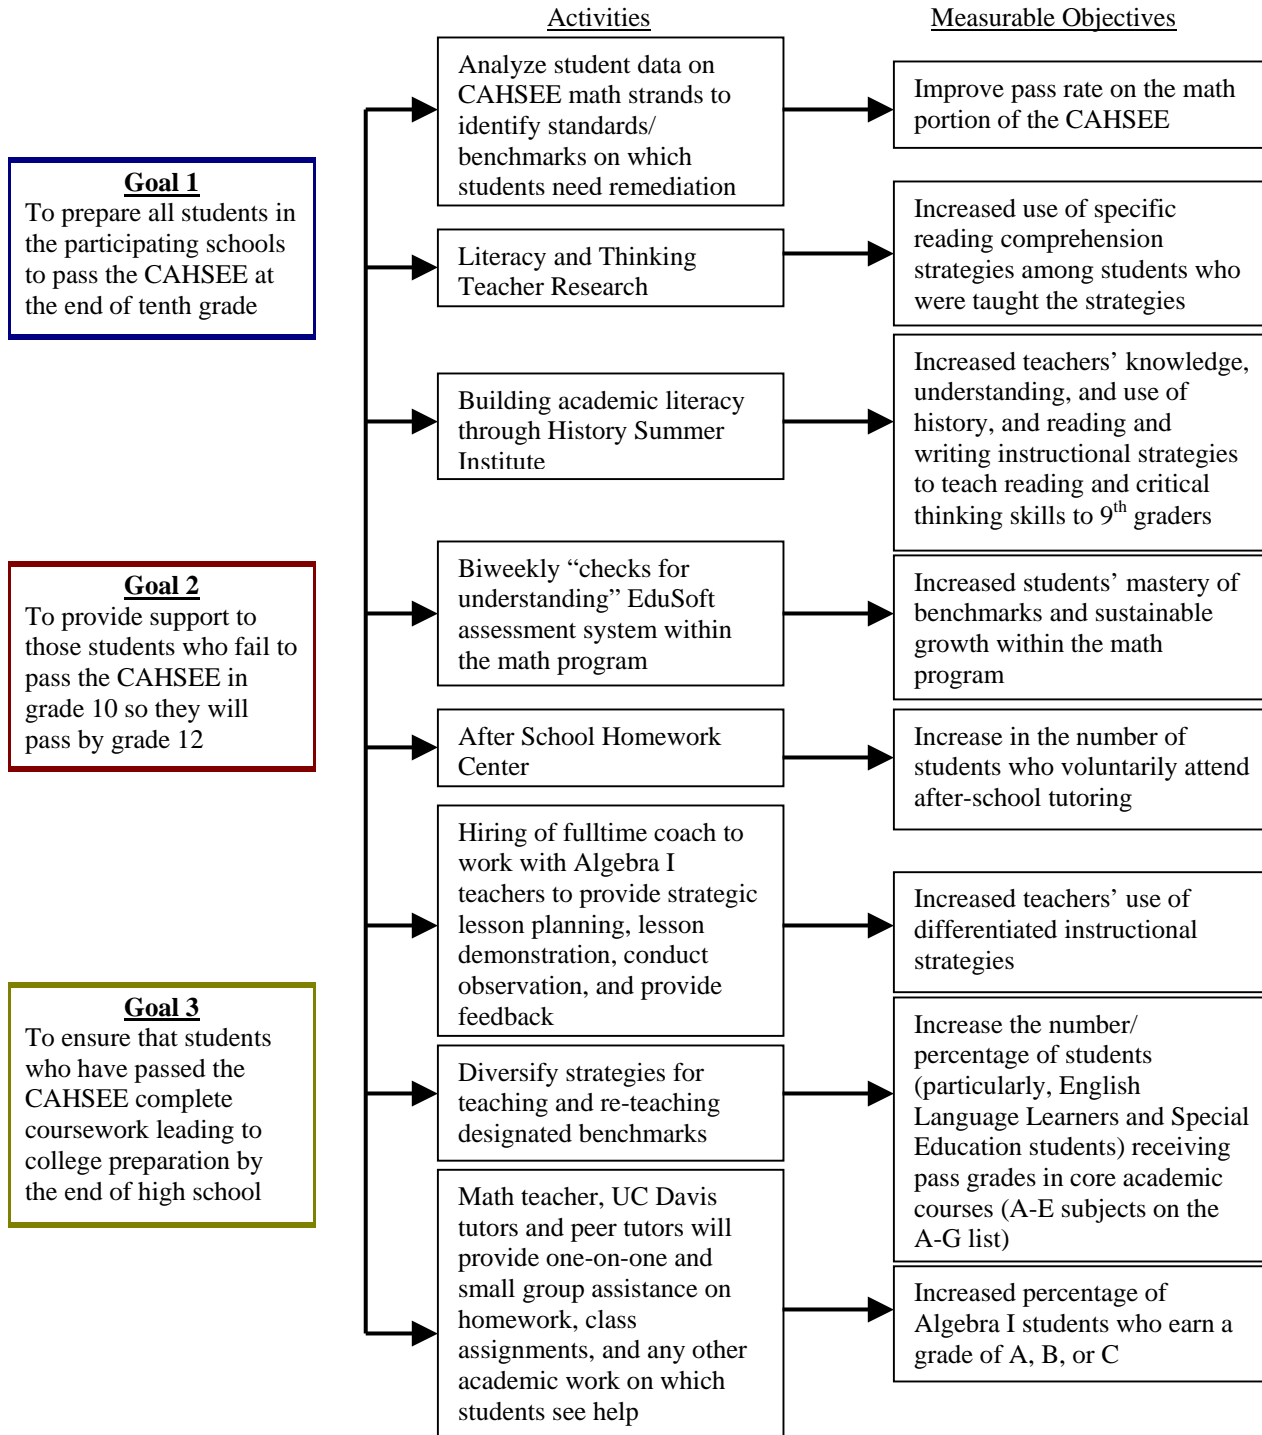 Activities
Measurable Objectives
Goal 1
To prepare all students in
the participating schools
to pass the CAHSEE at
the end of tenth grade
Goal 2
To provide support to
those students who fail to
pass the CAHSEE in
grade 10 so they will
pass by grade 12
Goal 3
To ensure that students
who have passed the
CAHSEE complete
coursework leading to
college preparation by
the end of high school
Analyze student data on
CAHSEE math strands to
identify standards/
benchmarks on which
students need remediation
Improve pass rate on the math
portion of the CAHSEE
Literacy and Thinking
Teacher Research
Increased use of specific
reading comprehension
strategies among students who
were taught the strategies
Building academic literacy
through History Summer
Institute
Increased teachers’ knowledge,
understanding, and use of
history, and reading and
writing instructional strategies
to teach reading and critical
thinking skills to 9th graders
Biweekly “checks for
understanding” EduSoft
assessment system within
the math program
Increased students’ mastery of
benchmarks and sustainable
growth within the math
program
After School Homework
Center
Increase in the number of
students who voluntarily attend
after-school tutoring
Hiring of fulltime coach to
work with Algebra I
teachers to provide strategic
lesson planning, lesson
demonstration, conduct
observation, and provide
feedback
Increased teachers’ use of
differentiated instructional
strategies
Diversify strategies for
teaching and re-teaching
designated benchmarks
Increase the number/
percentage of students
(particularly, English
Language Learners and Special
Education students) receiving
pass grades in core academic
courses (A-E subjects on the
A-G list)
Math teacher, UC Davis
tutors and peer tutors will
provide one-on-one and
small group assistance on
homework, class
assignments, and any other
academic work on which
students see help
Increased percentage of
Algebra I students who earn a
grade of A, B, or C